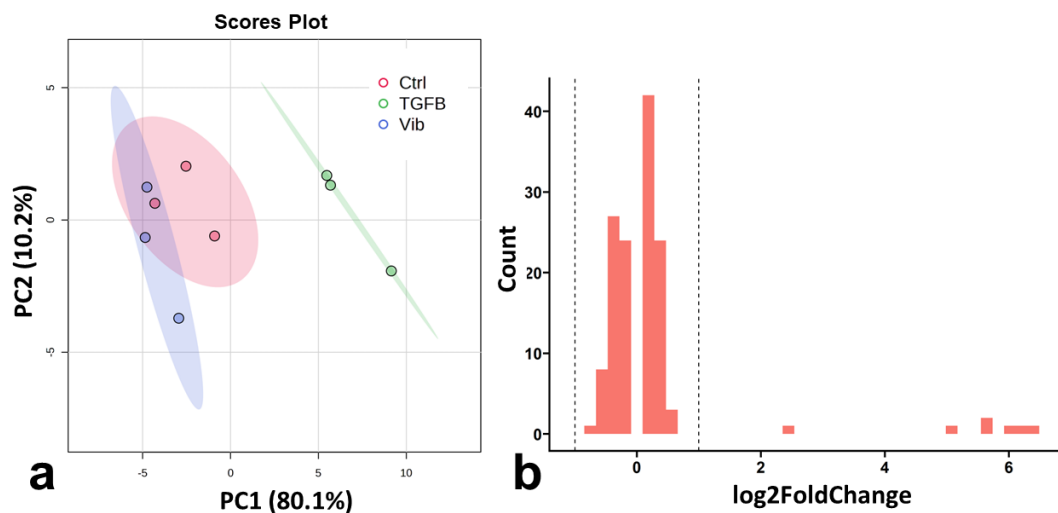 Scores Plot
Ctrl
TGFB
Vib
5
0
-5
-5
0
5
10
PC2 (10.2%)
PC1 (80.1%)
a
40
30
20
10
0
0
2
4
6
Count
log2FoldChange
b